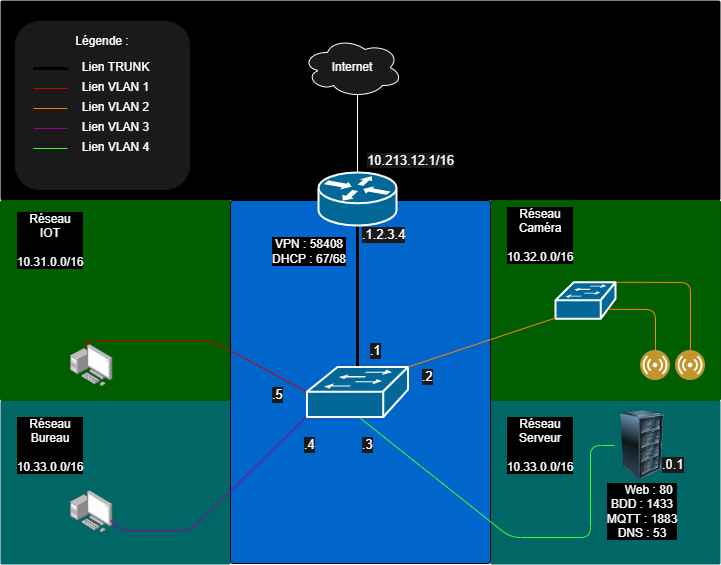 Légende :
Lien TRUNK
Lien VLAN 1
Lien VLAN 2
Lien VLAN 3
Lien VLAN 4
Internet
10.213.12.1/16
Réseau
IOT
10.31.0.0/16
VPN : 58408
DHCP : 67/68
.1.2.3.4
Réseau
Caméra
10.32.0.0/16
.1
.2
.5
.4
.3
Réseau
Bureau
10.33.0.0/16
Réseau
Serveur
10.33.0.0/16
.0.1
Web : 80
BDD : 1433
MQTT : 1883
DNS : 53